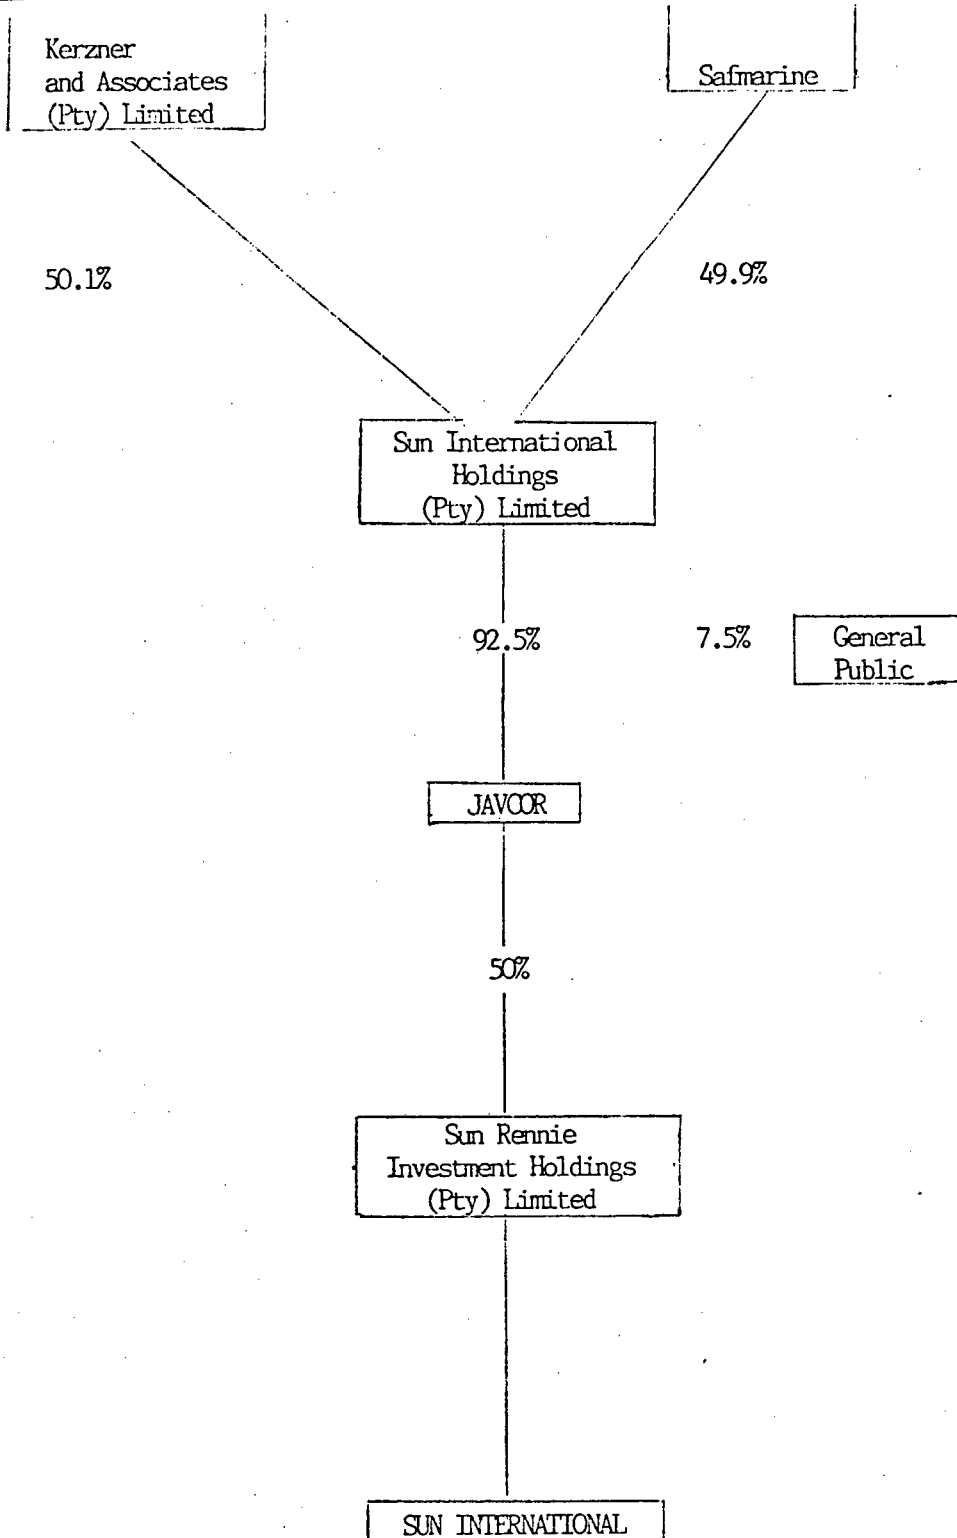 Kerzner
and Associates
(Pty) Limited
Safmarine
50.1%
49.9%
Sun International
Holdings
(Pty) Limited
92.5%
7.5%
General
Public
JAVCOR
50%
Sun Rennie
Investment Holdings
(Pty) Limited
SUN INTERNATIONAL